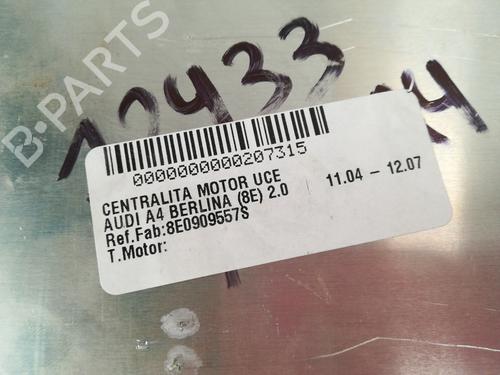 B-PARTS
12433
0000000000207315
CENTRALITA MOTOR UCE
AUDI A4 BERLINA (8E) 2.0 11.04 – 12.07
Ref.Fab:8E0909557S
T.Motor: